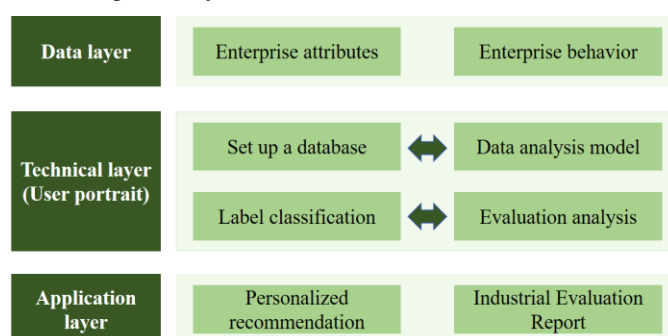 Data layer
Enterprise attributes
Enterprise behavior
Technical layer
(User portrait)
Set up a database
Data analysis model
Label classification
Evaluation analysis
Application
layer
Personalized
recommendation
Industrial Evaluation
Report